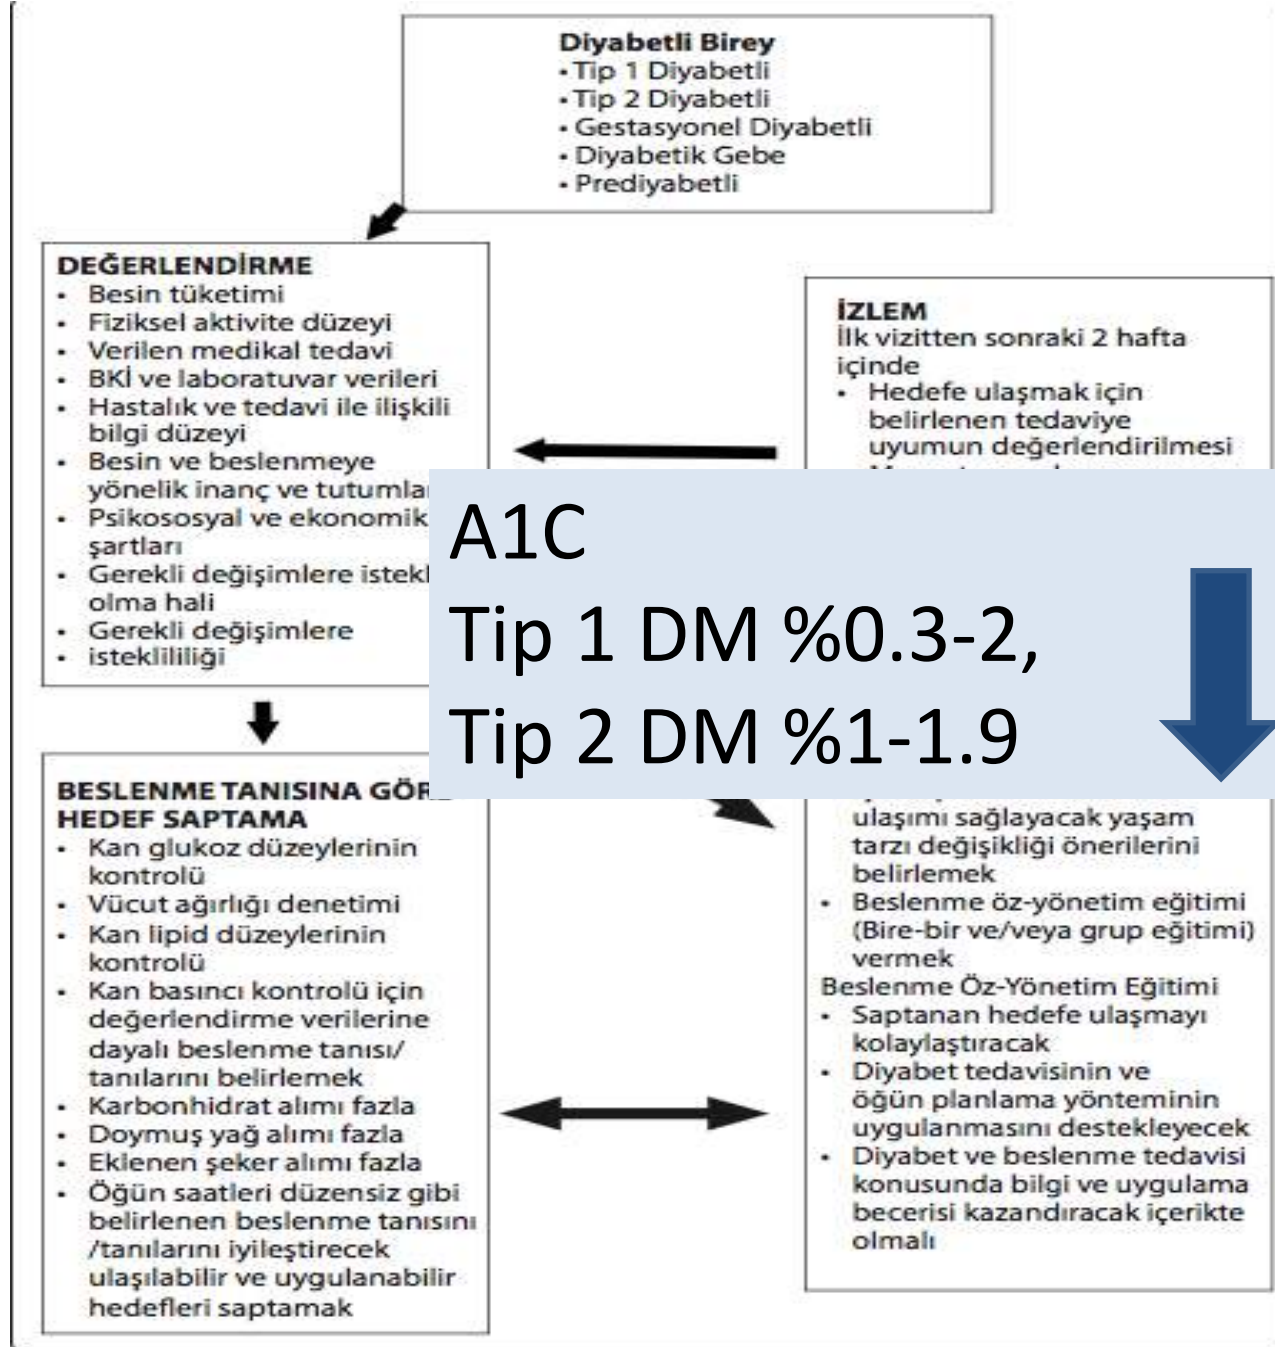 Diyabetli Birey
• Tip 1 Diyabetli
• Tip 2 Diyabetli
• Gestasyonel Diyabetli
• Diyabetik Gebe
• Prediyabetli
DEĞERLENDİRME
• Besin tüketimi
• Fiziksel aktivite düzeyi
• Verilen medikal tedavi
• BKİ ve laboratuvar verileri
• Hastalık ve tedavi ile ilişkili
bilgi düzeyi
• Besin ve beslenmeye
yönelik inanç ve tutumla
• Psikososyal ve ekonomik
şartları
• Gerekli değişimlere istekl
olma hali
• Gerekli değişimlere
• isteklililiği
İZLEM
İlk vizitten sonraki 2 hafta
içinde
• Hedefe ulaşmak için
belirlenen tedaviye
uyumun değerlendirilmesi
A1C
Tip 1 DM %0.3-2,
Tip 2 DM %1-1.9
BESLENME TANISINA GÖR
HEDEF SAPTAMA
• Kan glukoz düzeylerinin
kontrolü
• Vücut ağırlığı denetimi
• Kan lipid düzeylerinin
kontrolü
• Kan basıncı kontrolü için
değerlendirme verilerine
dayalı beslenme tanısı/
tanılarını belirlemek
• Karbonhidrat alımı fazla
• Doymuş yağ alımı fazla
• Eklenen şeker alımı fazla
• Öğün saatleri düzensiz gibi
belirlenen beslenme tanısını
/tanılarını iyileştirecek
ulaşılabilir ve uygulanabilir
hedefleri saptamak
ulaşımı sağlayacak yaşam
tarzı değişikliği önerilerini
belirlemek
• Beslenme öz-yönetim eğitimi
(Bire-bir ve/veya grup eğitimi)
vermek
Beslenme Öz-Yönetim Eğitimi
• Saptanan hedefe ulaşmayı
kolaylaştıracak
• Diyabet tedavisinin ve
öğün planlama yönteminin
uygulanmasını destekleyecek
• Diyabet ve beslenme tedavisi
konusunda bilgi ve uygulama
becerisi kazandıracak içerikte
olmalı